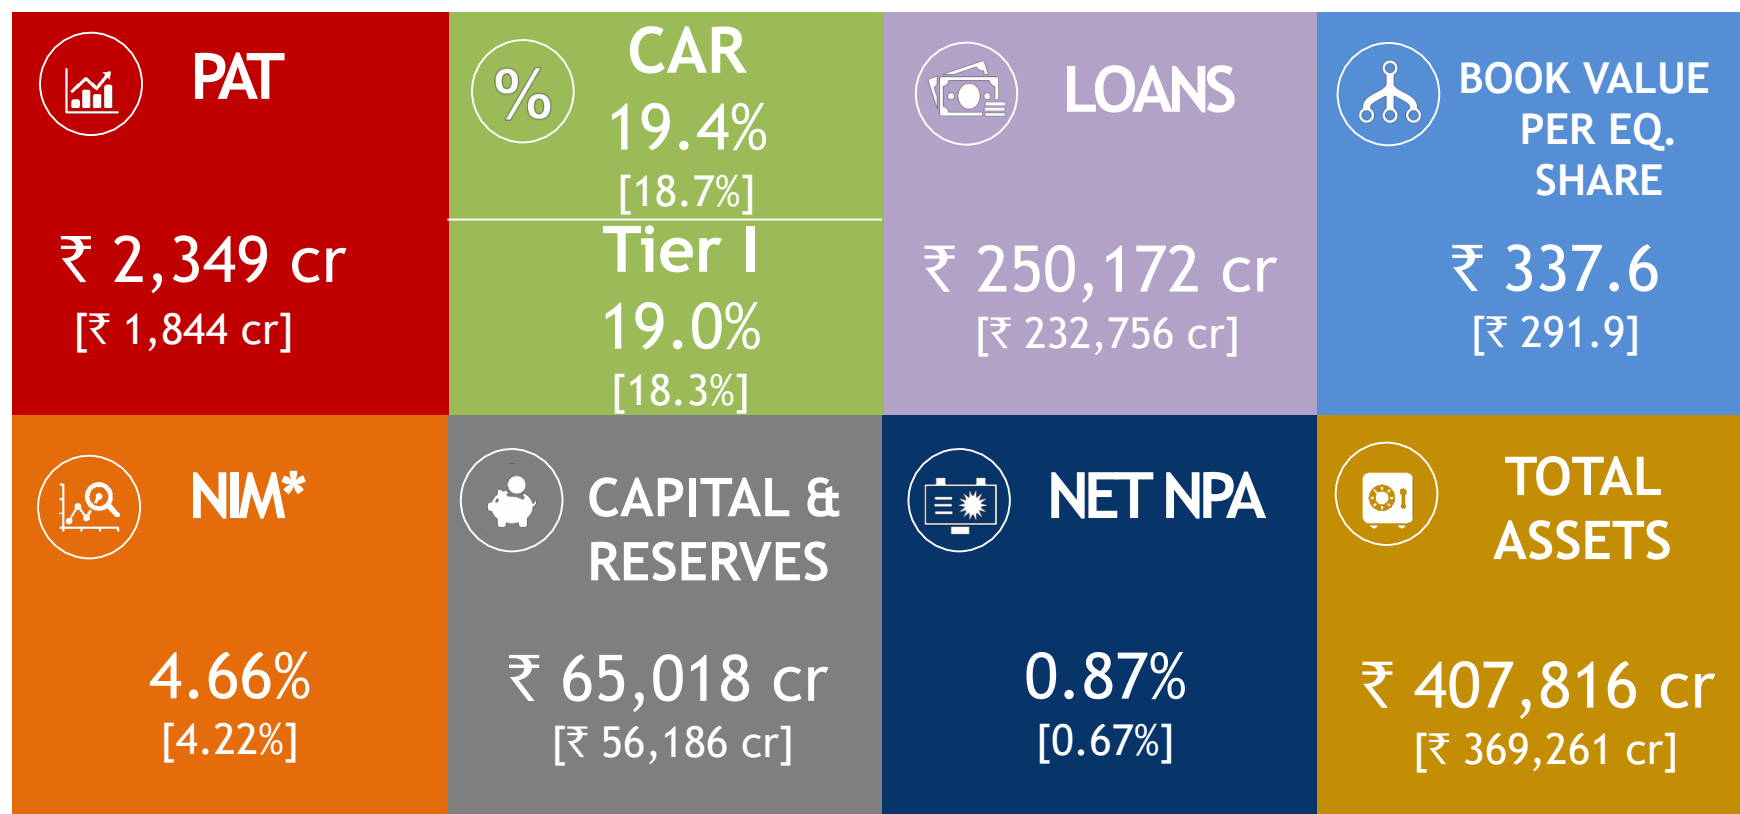 PAT
₹ 2,349 cr
[₹ 1,844 cr]
%
CAR
19.4%
[18.7%]
Tier I
19.0%
[18.3%]
LOANS
₹ 250,172 cr
[₹ 232,756 cr]
BOOK VALUE
PER EQ.
SHARE
₹ 337.6
[₹ 291.9]
NIM*
4.66%
[4.22%]
CAPITAL &
RESERVES
₹ 65,018 cr
[₹ 56,186 cr]
NET NPA
0.87%
[0.67%]
TOTAL
ASSETS
₹ 407,816 cr
[₹ 369,261 cr]